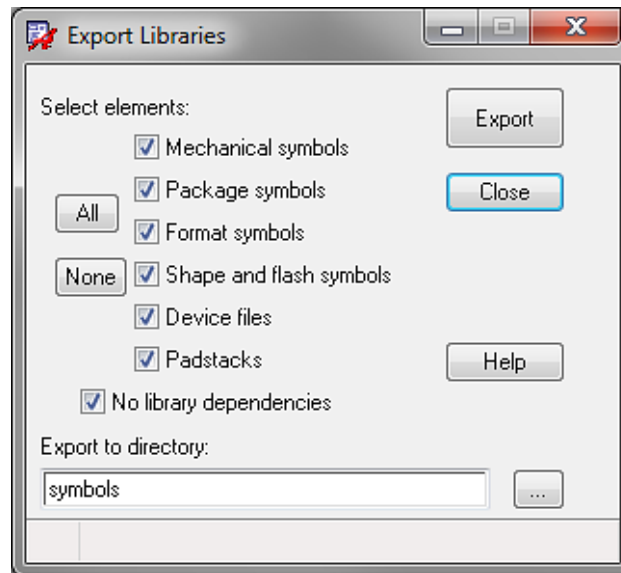 Export Libraries
Select elements:
Export
Mechanical symbols
Package symbols
Close
All
Format symbols
None
Shape and flash symbols
Device files
Padstacks
Help
No library dependencies
Export to directory:
symbols
...